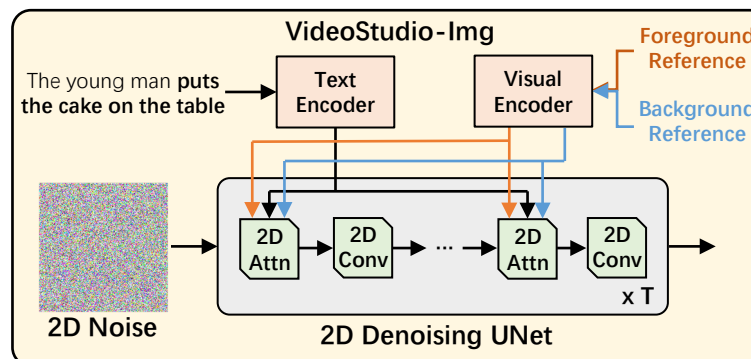 VideoStudio-Img
The young man puts
the cake on the table
Text
Encoder
Visual
Encoder
Foreground
Reference
Background
Reference
2D
Attn
2D
Conv
...
2D
Attn
2D
Conv
x T
2D Noise
2D Denoising UNet